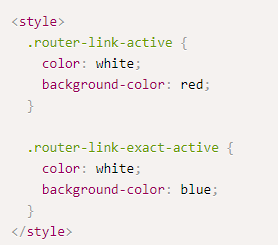 <style>
  .router-link-active {
    color: white;
    background-color: red;
  }

  .router-link-exact-active {
    color: white;
    background-color: blue;
  }
</style>